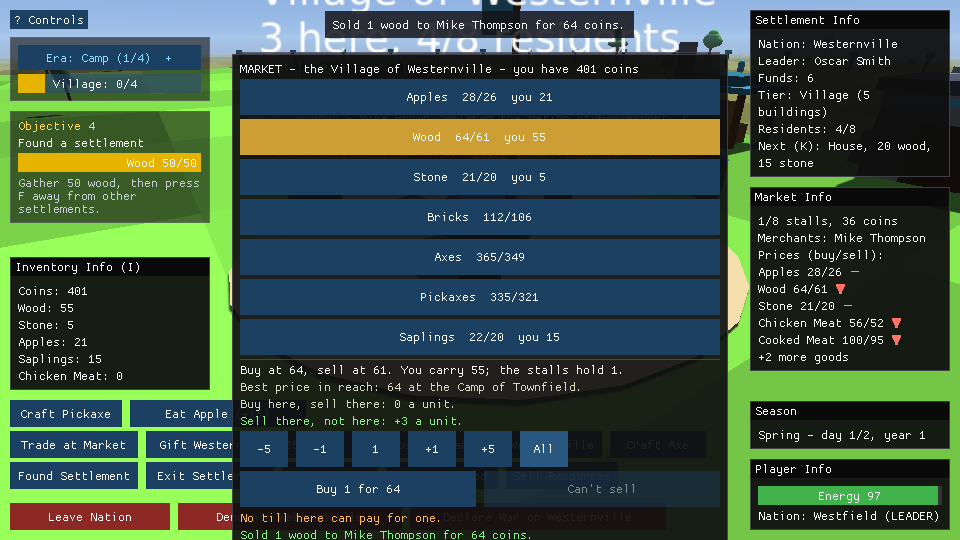 ? Controls
Village of Westernville
3 here, 4/8 residents
Sold 1 wood to Mike Thompson for 64 coins.
Era: Camp (1/4)  +
Village: 0/4
Objective 4
Found a settlement
Wood 50/50
Gather 50 wood, then press
F away from other
settlements.
Inventory Info (I)
Coins: 401
Wood: 55
Stone: 5
Apples: 21
Saplings: 15
Chicken Meat: 0
Craft Pickaxe
Eat Apple
Trade at Market
Gift Wester
Found Settlement
Exit Settle
Leave Nation
MARKET - the Village of Westernville - you have 401 coins
Apples  28/26  you 21
Wood  64/61  you 55
Stone  21/20  you 5
Bricks  112/106
Axes  365/349
Pickaxes  335/321
Saplings  22/20  you 15
Buy at 64, sell at 61. You carry 55; the stalls hold 1.
Best price in reach: 64 at the Camp of Townfield.
Buy here, sell there: 0 a unit.
Sell there, not here: +3 a unit.
-5
-1
1
+1
+5
All
Craft Axe
Buy 1 for 64
Can't sell
No till here can pay for one.
Declare War on Westernville
Sold 1 wood to Mike Thompson for 64 coins.
Settlement Info
Nation: Westernville
Leader: Oscar Smith
Funds: 6
Tier: Village (5
buildings)
Residents: 4/8
Next (K): House, 20 wood,
15 stone
Market Info
1/8 stalls, 36 coins
Merchants: Mike Thompson
Prices (buy/sell):
Apples 28/26 —
Wood 64/61 ▼
Stone 21/20 —
Chicken Meat 56/52 ▼
Cooked Meat 100/95 ▼
+2 more goods
Season
Spring - day 1/2, year 1
Player Info
Energy 97
Nation: Westfield (LEADER)